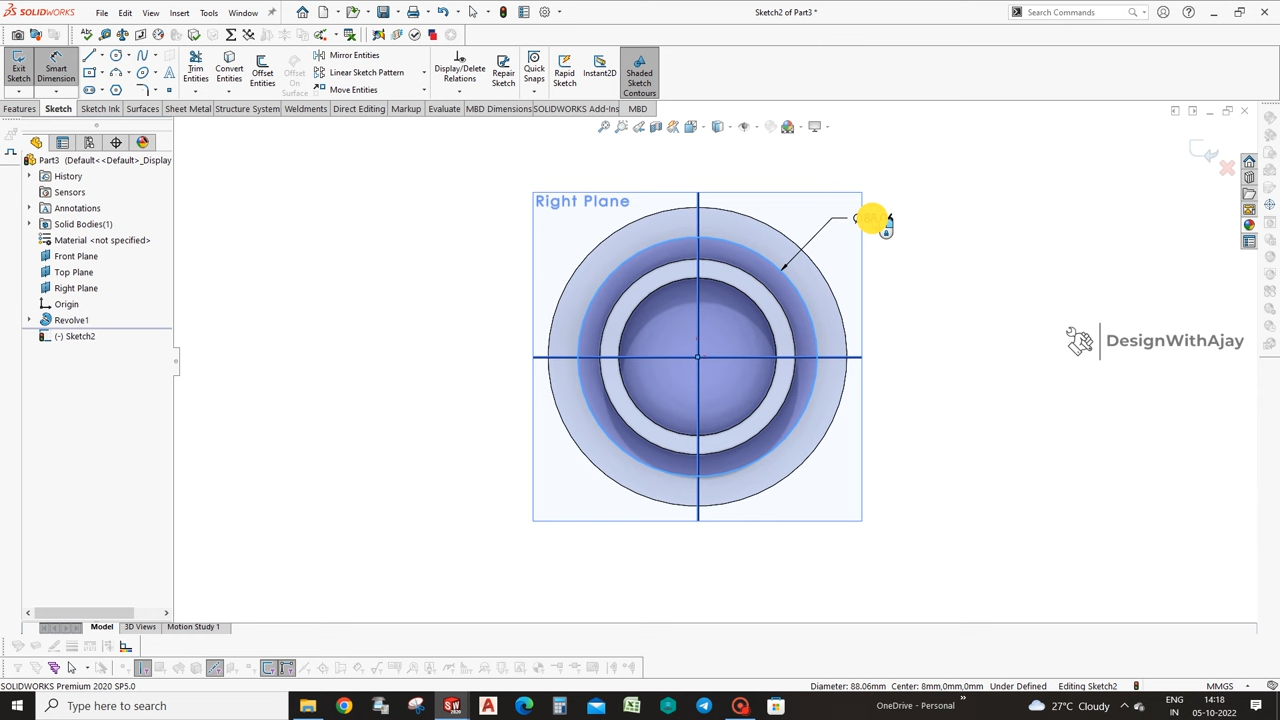 SOLIDWORKS File Edit View Insert Tools Window Sketch2 of Part3 * Search Commands
Exit Sketch Smart Dimension Trim Entities Convert Entities Offset Entities Offset On Surface Mirror Entities Linear Sketch Pattern Move Entities Display/Delete Relations Repair Sketch Quick Snaps Rapid Sketch Instant2D Shaded Sketch Contours
Features Sketch Sketch Ink Surfaces Sheet Metal Structure System Weldments Direct Editing Markup Evaluate MBD Dimensions SOLIDWORKS Add-Ins MBD
Part3 (Default<<Default>_Display
History
Sensors
Annotations
Solid Bodies(1)
Material <not specified>
Front Plane
Top Plane
Right Plane
Origin
Revolve1
(-) Sketch2
Right Plane
DesignWithAjay
Model 3D Views Motion Study 1
SOLIDWORKS Premium 2020 SP5.0 Diameter: 88.06mm Center: 8mm,0mm,0mm Under Defined Editing Sketch2 MMGS
Type here to search OneDrive - Personal 27°C Cloudy ENG IN 14:18 05-10-2022